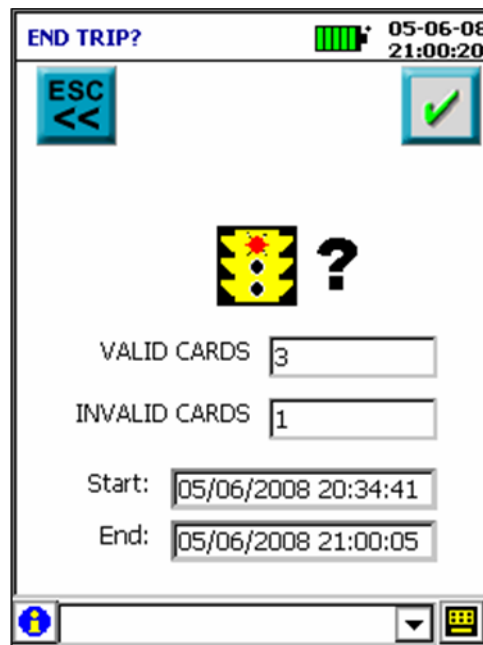 END TRIP?
05-06-08
21:00:20
ESC
<<
?
VALID CARDS 3
INVALID CARDS 1
Start: 05/06/2008 20:34:41
End: 05/06/2008 21:00:05